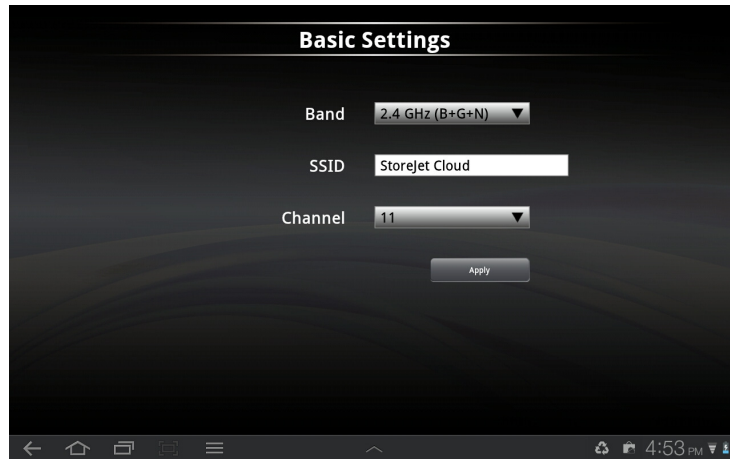 Basic Settings
Band 2.4 GHz (B+G+N)
SSID StoreJet Cloud
Channel 11
Apply
4:53 PM